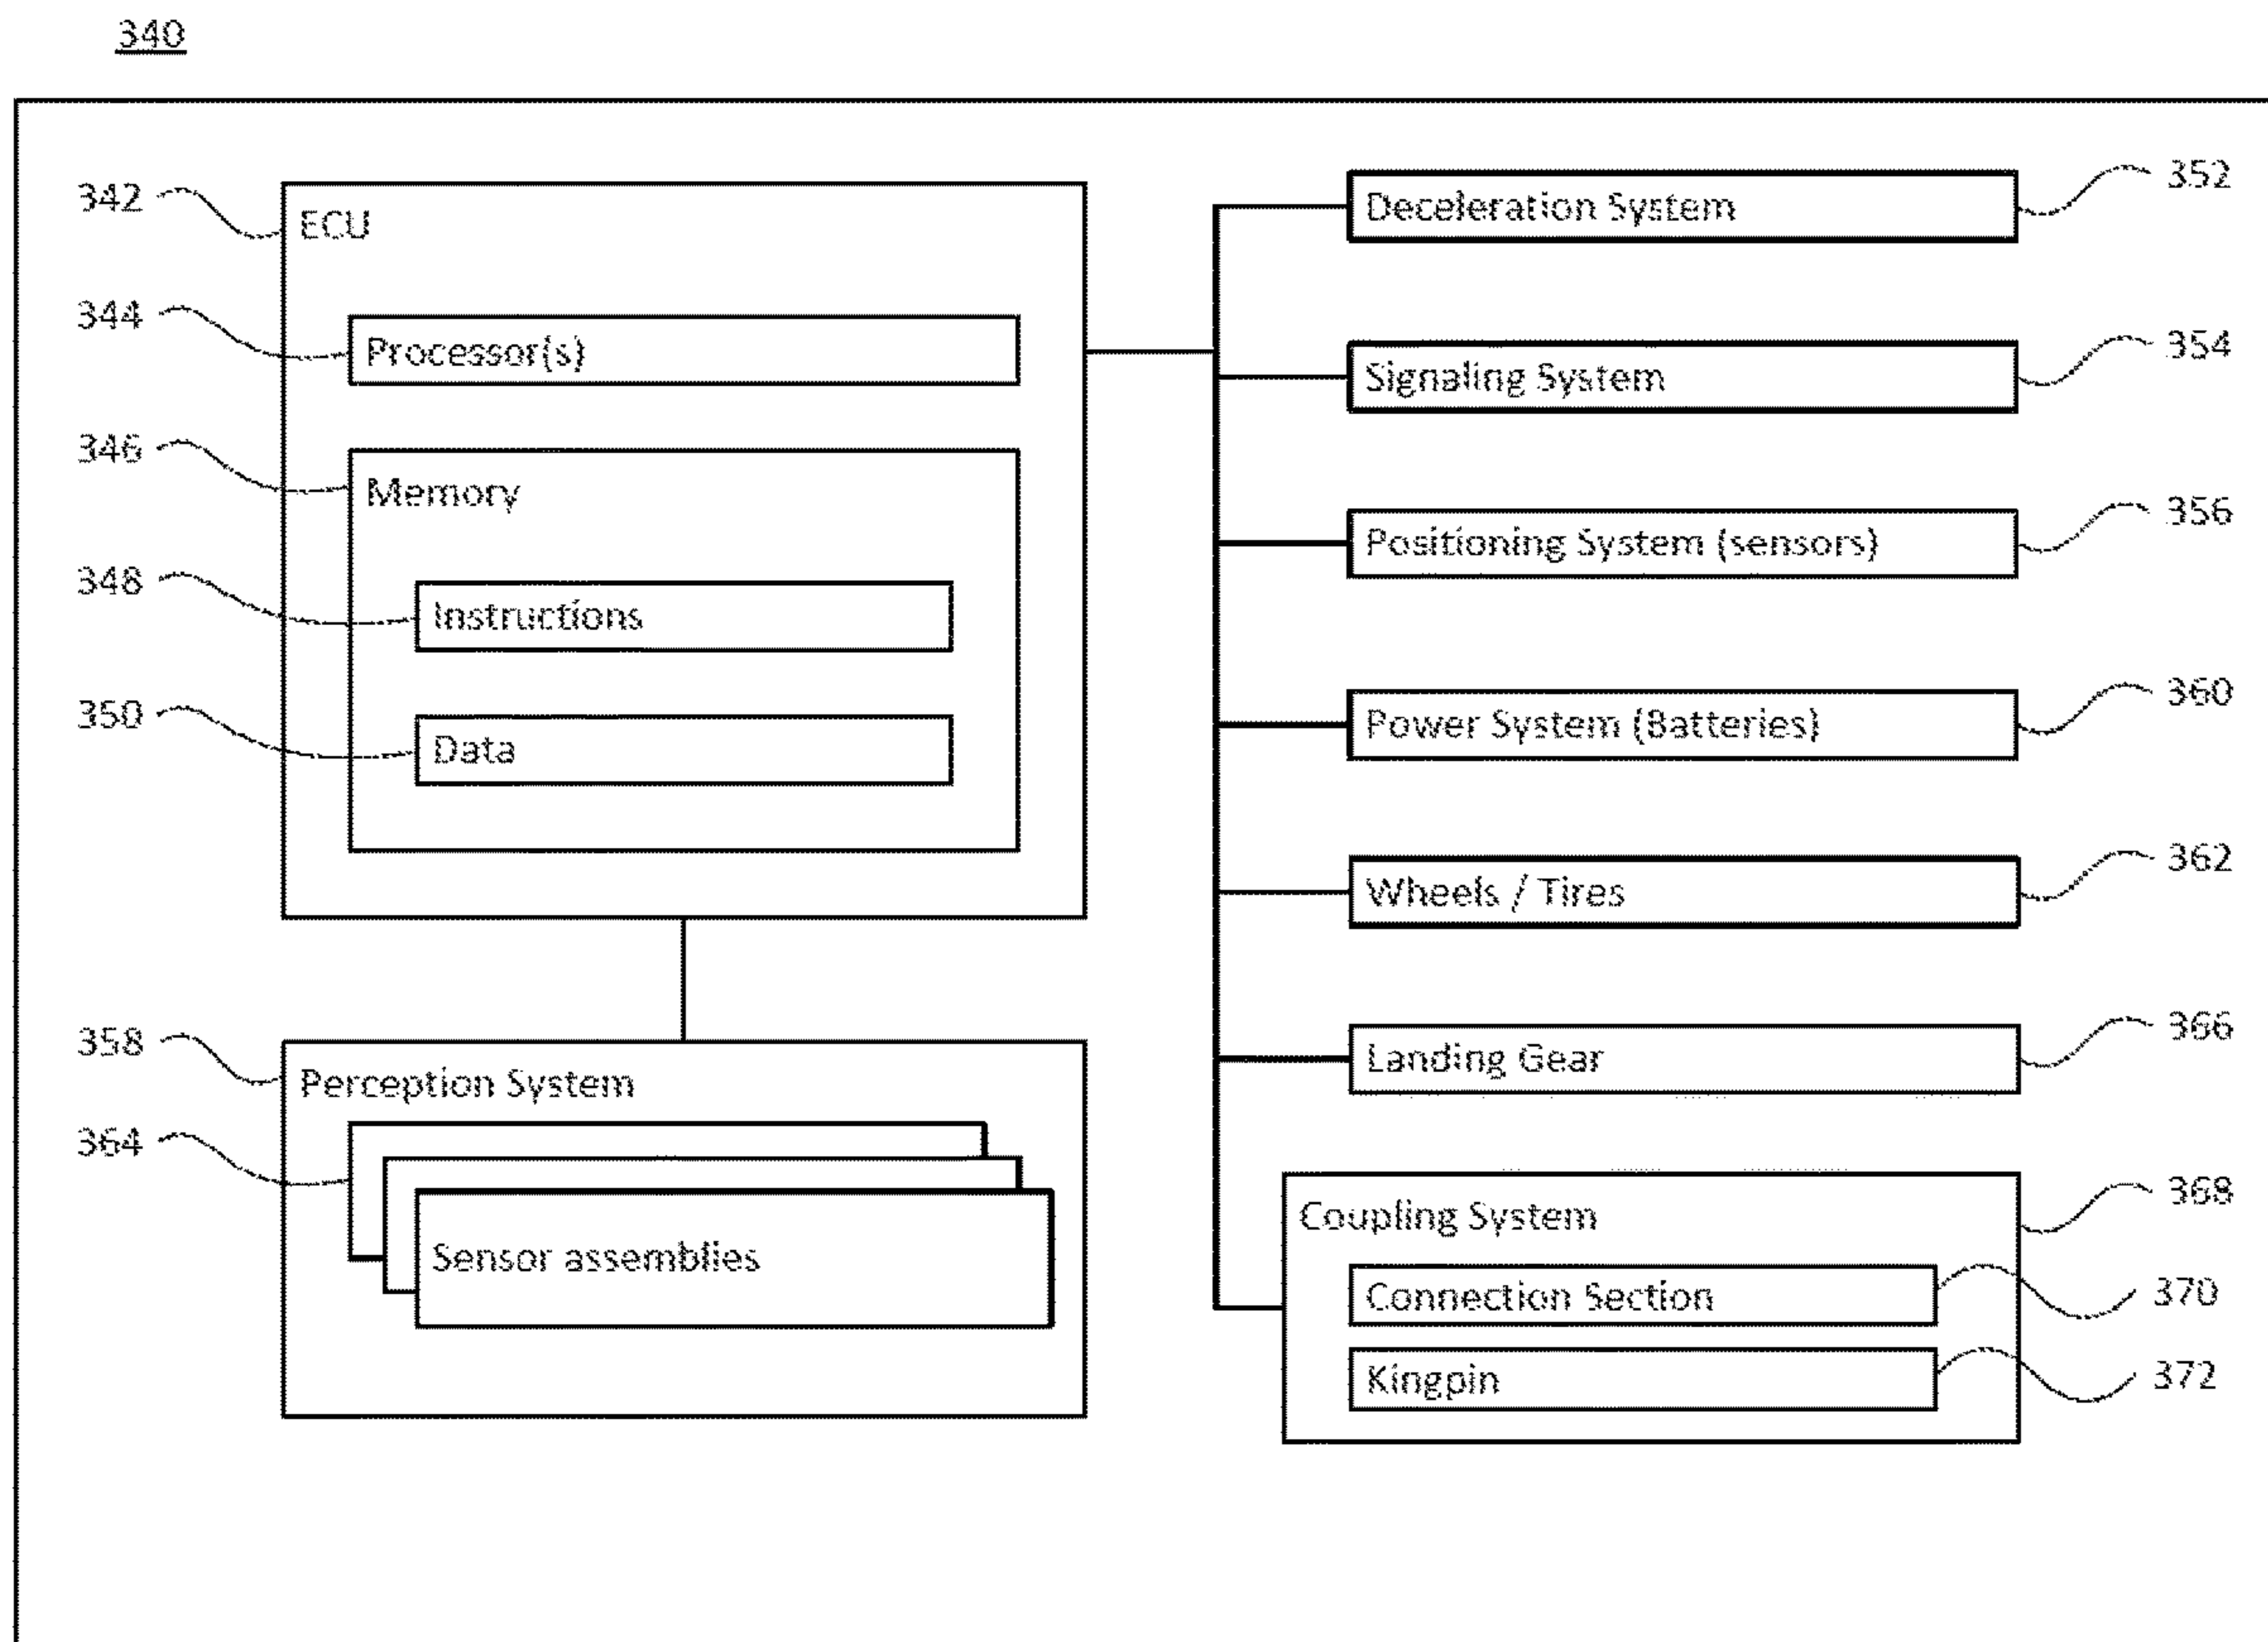 340
342
ECU
344
Processor(s)
346
Memory
348
Instructions
350
Data
358
Perception System
364
Sensor assemblies
Deceleration System
352
Signaling System
354
Positioning System (sensors)
356
Power System (Batteries)
360
Wheels / Tires
362
Landing Gear
366
Coupling System
368
Connection Section
370
Kingpin
372